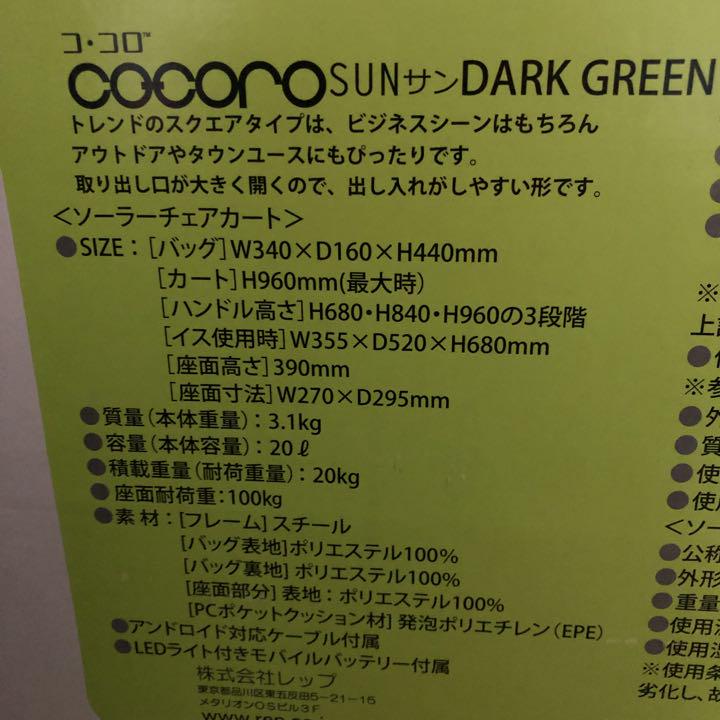 コ・コロ™
cocoro SUNサン DARK GREEN
トレンドのスクエアタイプは、ビジネスシーンはもちろん
アウトドアやタウンユースにもぴったりです。
取り出し口が大きく開くので、出し入れがしやすい形です。
＜ソーラーチェアカート＞
●SIZE：［バッグ］W340×D160×H440mm
［カート］H960mm(最大時)
［ハンドル高さ］H680・H840・H960の3段階
［イス使用時］W355×D520×H680mm
［座面高さ］390mm
［座面寸法］W270×D295mm
●質量（本体重量）：3.1kg
●容量（本体容量）：20ℓ
●積載重量（耐荷重量）：20kg
●座面耐荷重：100kg
●素材：［フレーム］スチール
［バッグ表地］ポリエステル100%
［バッグ裏地］ポリエステル100%
［座面部分］表地：ポリエステル100%
［PCポケットクッション材］発泡ポリエチレン（EPE）
●アンドロイド対応ケーブル付属
●LEDライト付きモバイルバッテリー付属
株式会社レップ
東京都品川区東五反田5－21－15
メタリオンOSビル3F
※
上
●
※参
●外
●質
●使
●使
＜ソー
●公称
●外形
●重量
●使用
●使用
※使用条
劣化し、故